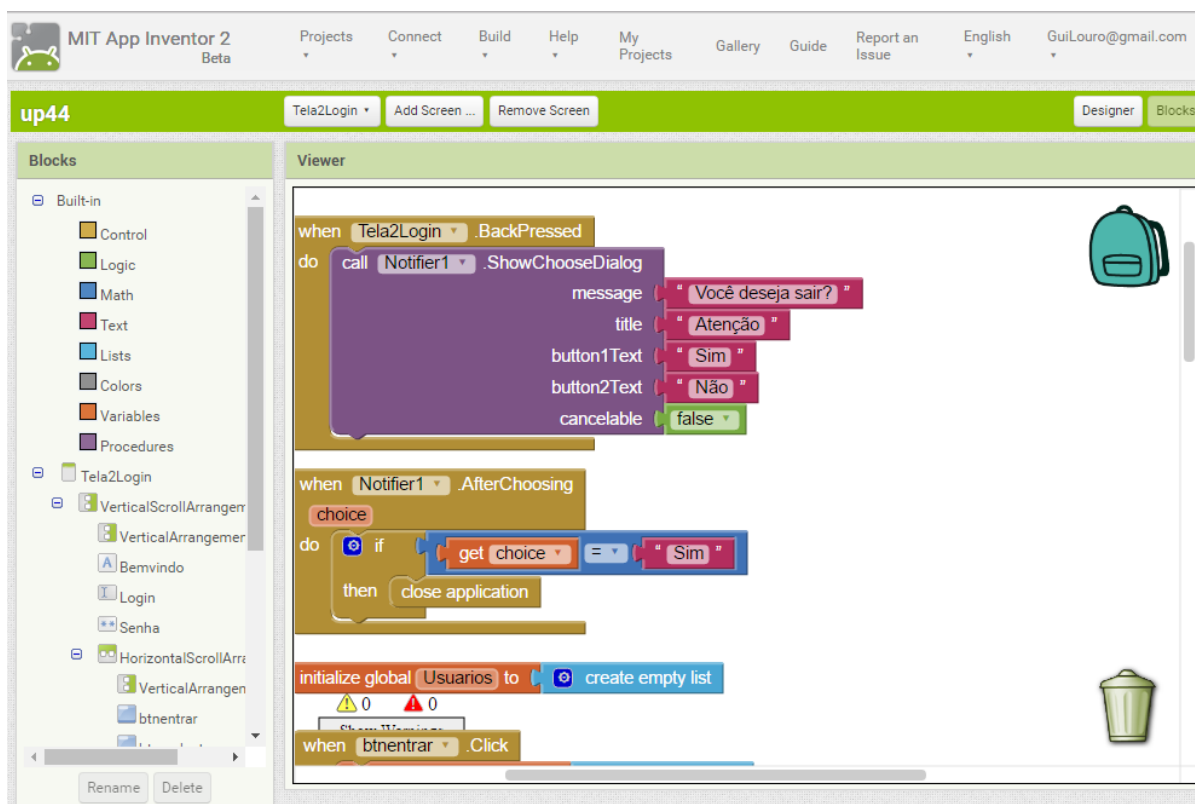 MIT App Inventor 2
Beta
Projects Connect Build Help My Projects Gallery Guide Report an Issue English GuiLouro@gmail.com
up44
Tela2Login Add Screen ... Remove Screen Designer Blocks
Blocks
Built-in
Control
Logic
Math
Text
Lists
Colors
Variables
Procedures
Tela2Login
VerticalScrollArrangem
VerticalArrangemer
Bemvindo
Login
Senha
HorizontalScrollArra
VerticalArrangen
btnentrar
Rename Delete
Viewer
when Tela2Login .BackPressed
do call Notifier1 .ShowChooseDialog
message " Você deseja sair? "
title " Atenção "
button1Text " Sim "
button2Text " Não "
cancelable false
when Notifier1 .AfterChoosing
choice
do if get choice = " Sim "
then close application
initialize global Usuarios to create empty list
0 0
Show Warnings
when btnentrar .Click